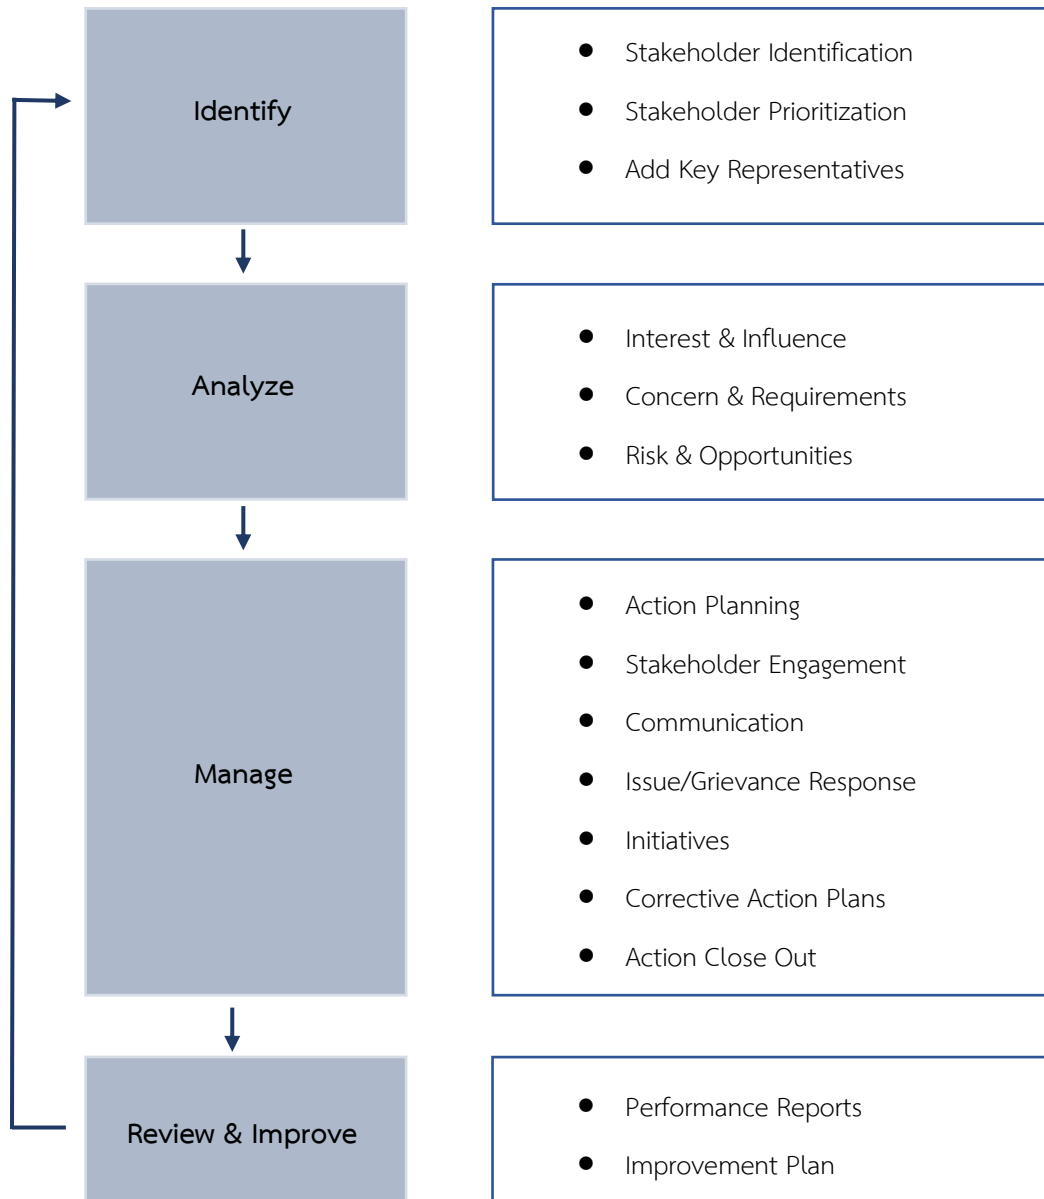 Identify
● Stakeholder Identification
● Stakeholder Prioritization
● Add Key Representatives
Analyze
● Interest & Influence
● Concern & Requirements
● Risk & Opportunities
Manage
● Action Planning
● Stakeholder Engagement
● Communication
● Issue/Grievance Response
● Initiatives
● Corrective Action Plans
● Action Close Out
Review & Improve
● Performance Reports
● Improvement Plan